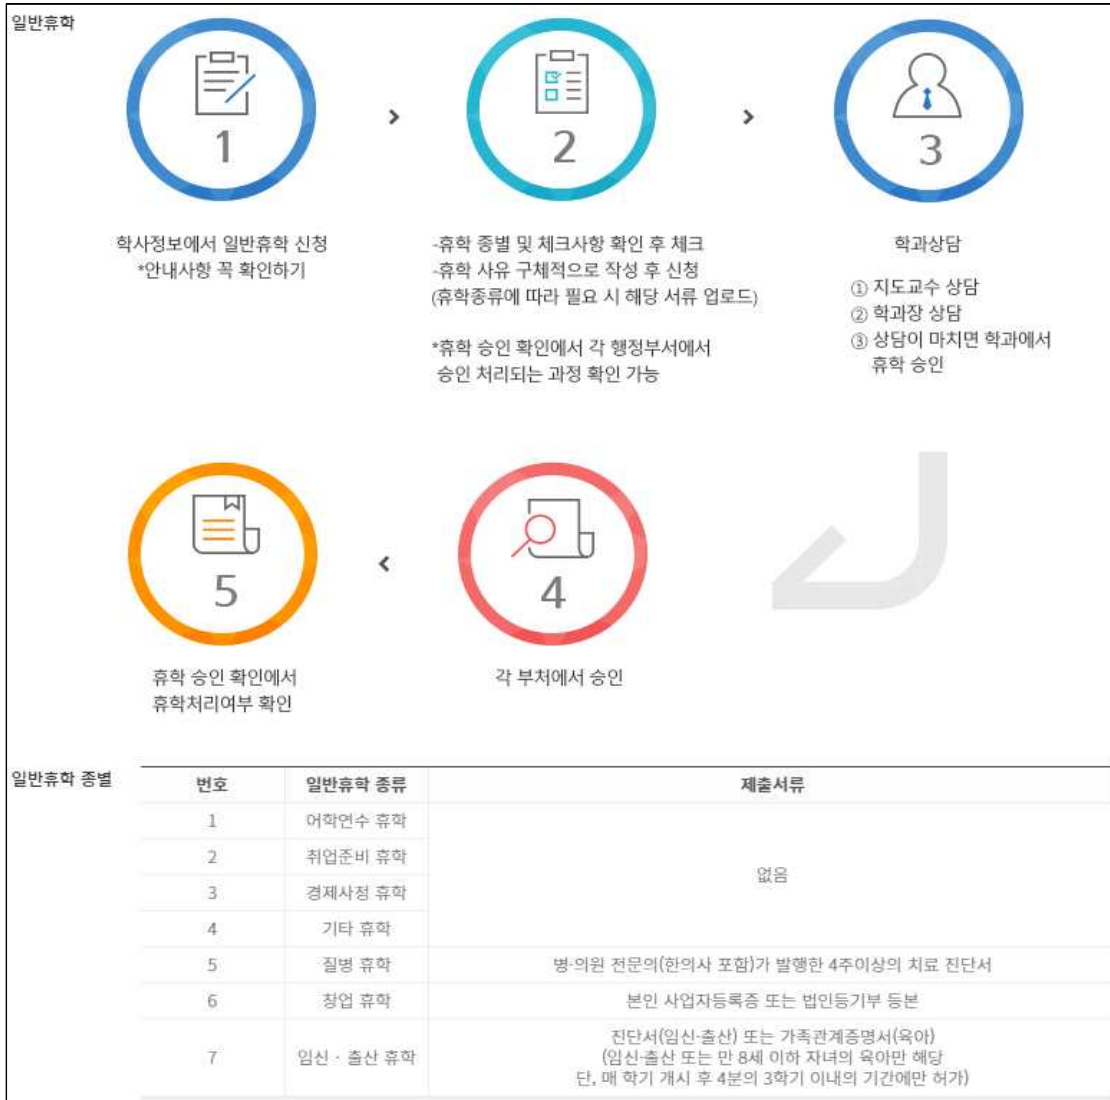 일반휴학
1
학사정보에서 일반휴학 신청
*안내사항 꼭 확인하기
2
-휴학 종별 및 체크사항 확인 후 체크
-휴학 사유 구체적으로 작성 후 신청
(휴학종류에 따라 필요 시 해당 서류 업로드)
*휴학 승인 확인에서 각 행정부서에서
승인 처리되는 과정 확인 가능
3
학과상담
① 지도교수 상담
② 학과장 상담
③ 상담이 마치면 학과에서
휴학 승인
4
각 부처에서 승인
5
휴학 승인 확인에서
휴학처리여부 확인
일반휴학 종별
번호 일반휴학 종류 제출서류
1 어학연수 휴학
2 취업준비 휴학
없음
3 경제사정 휴학
4 기타 휴학
5 질병 휴학 병·의원 전문의(한의사 포함)가 발행한 4주이상의 치료 진단서
6 창업 휴학 본인 사업자등록증 또는 법인등기부 등본
7 임신 · 출산 휴학 진단서(임신·출산) 또는 가족관계증명서(육아)
(임신·출산 또는 만 8세 이하 자녀의 육아만 해당
단, 매 학기 개시 후 4분의 3학기 이내의 기간에만 허가)